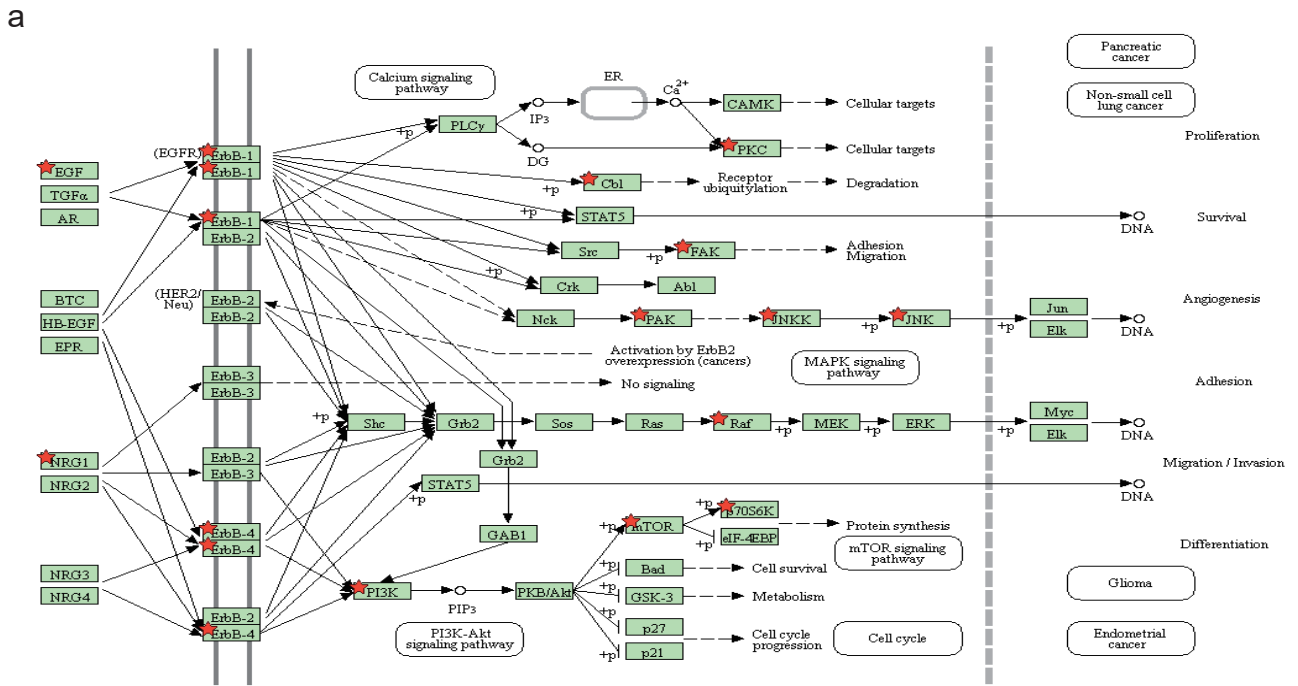 a
Calcium signaling
pathway
ER
Ca2+
IP3
DG
PLCγ
+p
CAMK
Cellular targets
PKC
Cellular targets
Pancreatic
cancer
Non-small cell
lung cancer
Proliferation
(EGFR)
ErbB-1
ErbB-1
EGF
TGFα
AR
ErbB-1
ErbB-2
+p
Cbl
Receptor
ubiquitylation
Degradation
+p
STAT5
DNA
Survival
Src
+p
FAK
Adhesion
Migration
+p
Crk
Abl
BTC
HB-EGF
EPR
(HER2/
Neu)
ErbB-2
ErbB-2
Nck
PAK
JNKK
+p
JNK
+p
Jun
Elk
DNA
Angiogenesis
Activation by ErbB2
overexpression (cancers)
MAPK signaling
pathway
ErbB-3
ErbB-3
No signaling
Adhesion
+p
Shc
Grb2
Sos
Ras
Raf
+p
MEK
+p
ERK
+p
Myc
Elk
DNA
NRG1
NRG2
ErbB-2
ErbB-3
Grb2
Migration / Invasion
+p
STAT5
DNA
ErbB-4
ErbB-4
GAB1
+p
mTOR
+p
p70S6K
+p
eIF-4EBP
Protein synthesis
mTOR signaling
pathway
Differentiation
NRG3
NRG4
PI3K
PIP3
PKB/Akt
+p
Bad
Cell survival
+p
GSK-3
Metabolism
Glioma
ErbB-2
ErbB-4
PI3K-Akt
signaling pathway
+p
p27
+p
p21
Cell cycle
progression
Cell cycle
Endometrial
cancer